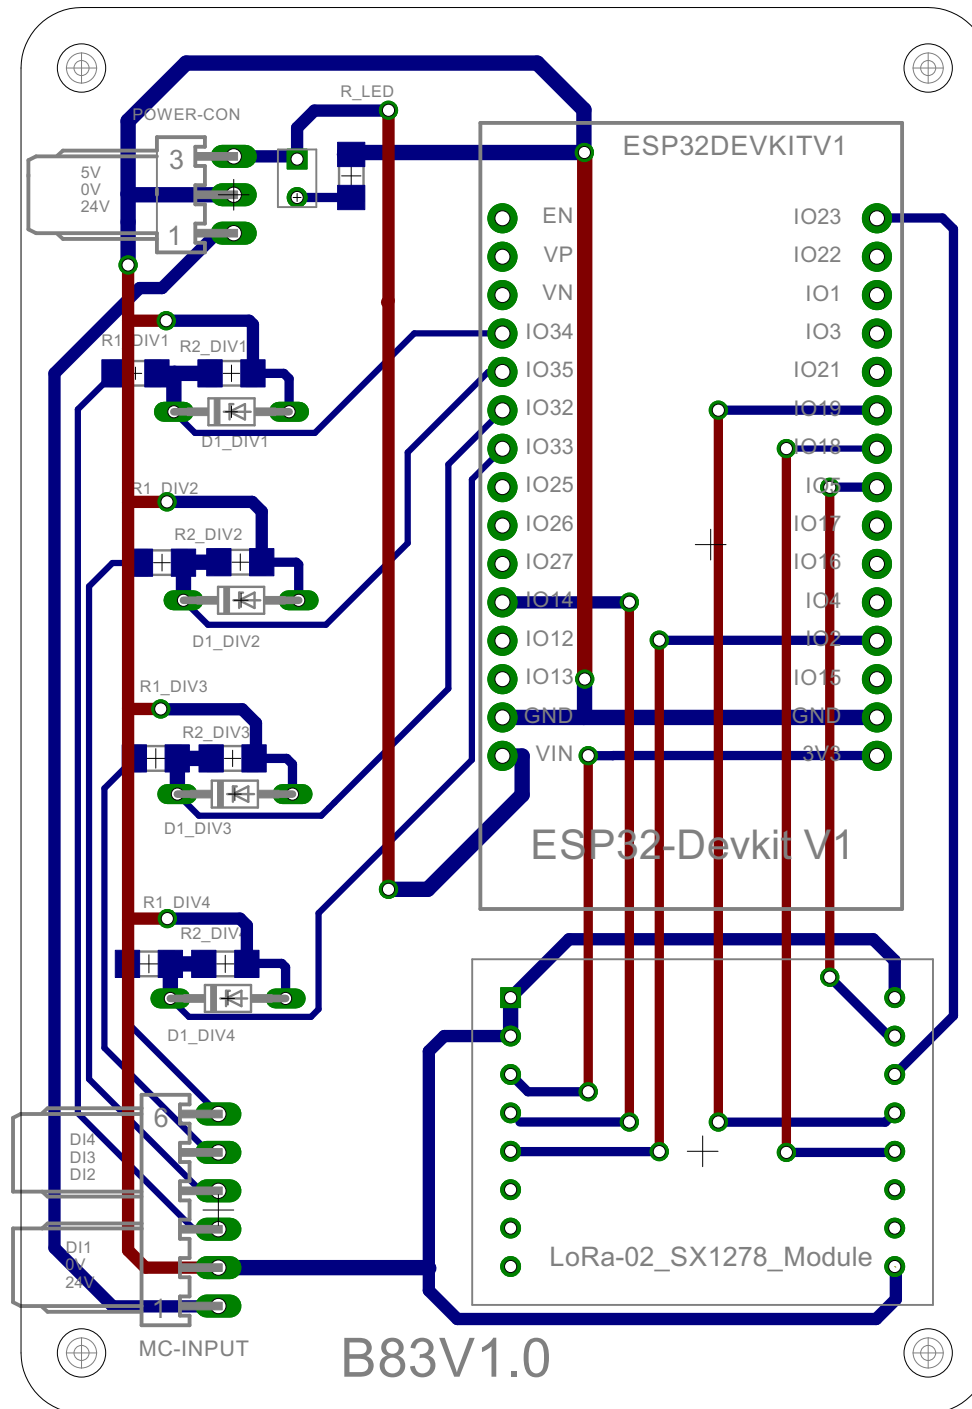 R_LED
POWER-CON
ESP32DEVKITV1
3
5V
0V
24V
1
EN
IO23
VP
IO22
VN
IO1
IO34
IO3
R1_DIV1
R2_DIV1
IO35
IO21
IO32
IO19
D1_DIV1
IO33
IO18
R1_DIV2
IO25
IO5
IO26
IO17
R2_DIV2
IO27
IO16
IO14
IO4
D1_DIV2
IO12
IO2
R1_DIV3
IO13
IO15
GND
GND
R2_DIV3
VIN
3V3
D1_DIV3
ESP32-Devkit V1
R1_DIV4
R2_DIV4
D1_DIV4
6
DI4
DI3
DI2
DI1
0V
24V
1
LoRa-02_SX1278_Module
MC-INPUT
B83V1.0